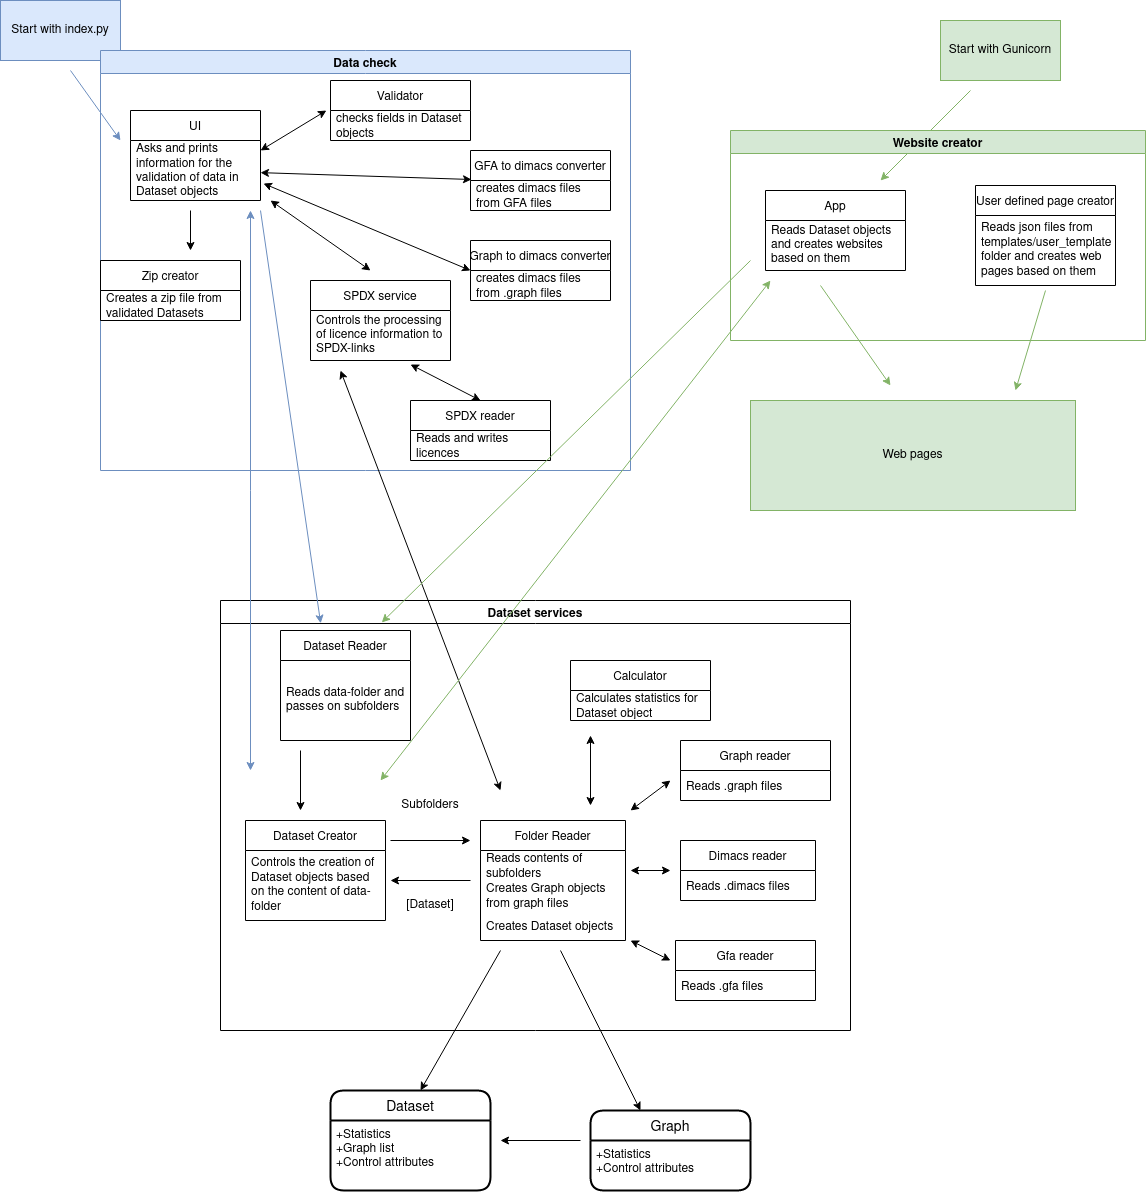 Start with index.py
Start with Gunicorn
Data check
Validator
checks fields in Dataset
objects
UI
Asks and prints
information for the
validation of data in
Dataset objects
GFA to dimacs converter
creates dimacs files
from GFA files
Graph to dimacs converter
creates dimacs files
from .graph files
Zip creator
Creates a zip file from
validated Datasets
SPDX service
Controls the processing
of licence information to
SPDX-links
SPDX reader
Reads and writes
licences
Website creator
App
Reads Dataset objects
and creates websites
based on them
User defined page creator
Reads json files from
templates/user_template
folder and creates web
pages based on them
Web pages
Dataset services
Dataset Reader
Reads data-folder and
passes on subfolders
Calculator
Calculates statistics for
Dataset object
Graph reader
Reads .graph files
Subfolders
Dataset Creator
Controls the creation of
Dataset objects based
on the content of data-
folder
[Dataset]
Folder Reader
Reads contents of
subfolders
Creates Graph objects
from graph files
Creates Dataset objects
Dimacs reader
Reads .dimacs files
Gfa reader
Reads .gfa files
Dataset
+Statistics
+Graph list
+Control attributes
Graph
+Statistics
+Control attributes